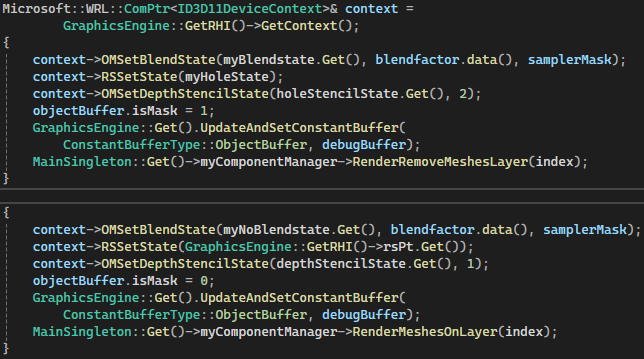 Microsoft::WRL::ComPtr<ID3D11DeviceContext>& context =
GraphicsEngine::GetRHI()->GetContext();
{
context->OMSetBlendState(myBlendstate.Get(), blendfactor.data(), samplerMask);
context->RSSetState(myHoleState);
context->OMSetDepthStencilState(holeStencilState.Get(), 2);
objectBuffer.isMask = 1;
GraphicsEngine::Get().UpdateAndSetConstantBuffer(
ConstantBufferType::ObjectBuffer, debugBuffer);
MainSingleton::Get()->myComponentManager->RenderRemoveMeshesLayer(index);
}
{
context->OMSetBlendState(myNoBlendstate.Get(), blendfactor.data(), samplerMask);
context->RSSetState(GraphicsEngine::GetRHI()->rsPt.Get());
context->OMSetDepthStencilState(depthStencilState.Get(), 1);
objectBuffer.isMask = 0;
GraphicsEngine::Get().UpdateAndSetConstantBuffer(
ConstantBufferType::ObjectBuffer, debugBuffer);
MainSingleton::Get()->myComponentManager->RenderMeshesOnLayer(index);
}